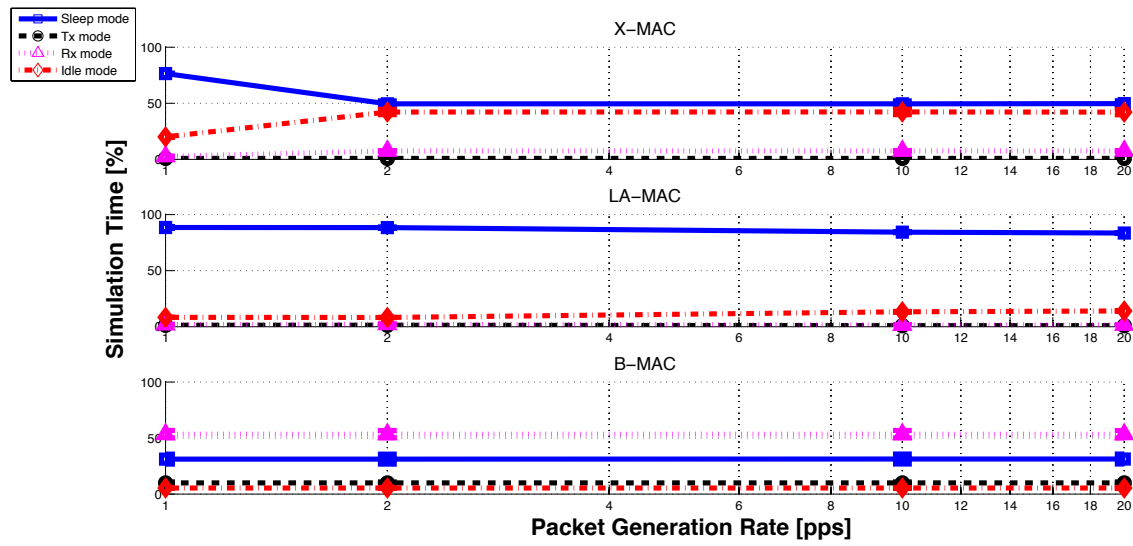 Sleep mode
Tx mode
Rx mode
Idle mode
X−MAC
100
50
0
1 2 4 6 8 10 12 14 16 18 20
LA−MAC
100
50
0
1 2 4 6 8 10 12 14 16 18 20
B−MAC
100
50
0
1 2 4 6 8 10 12 14 16 18 20
Simulation Time [%]
Packet Generation Rate [pps]